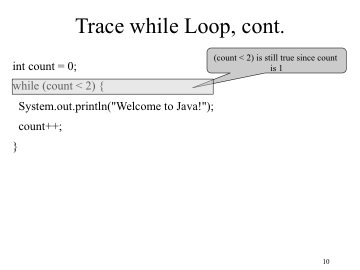 Trace while Loop, cont.
(count < 2) is still true since count
is 1
int count = 0;
while (count < 2) {
System.out.println("Welcome to Java!");
count++;
}
10